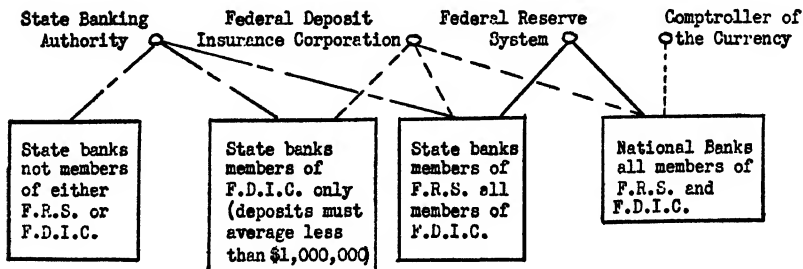 State Banking
Authority
Federal Deposit
Insurance Corporation
Federal Reserve
System
Comptroller of
the Currency
State banks
not members
of either
F.R.S. or
F.D.I.C.
State banks
members of
F.D.I.C. only
(deposits must
average less
than $1,000,000)
State banks
members of
F.R.S. all
members of
F.D.I.C.
National Banks
all members of
F.R.S. and
F.D.I.C.